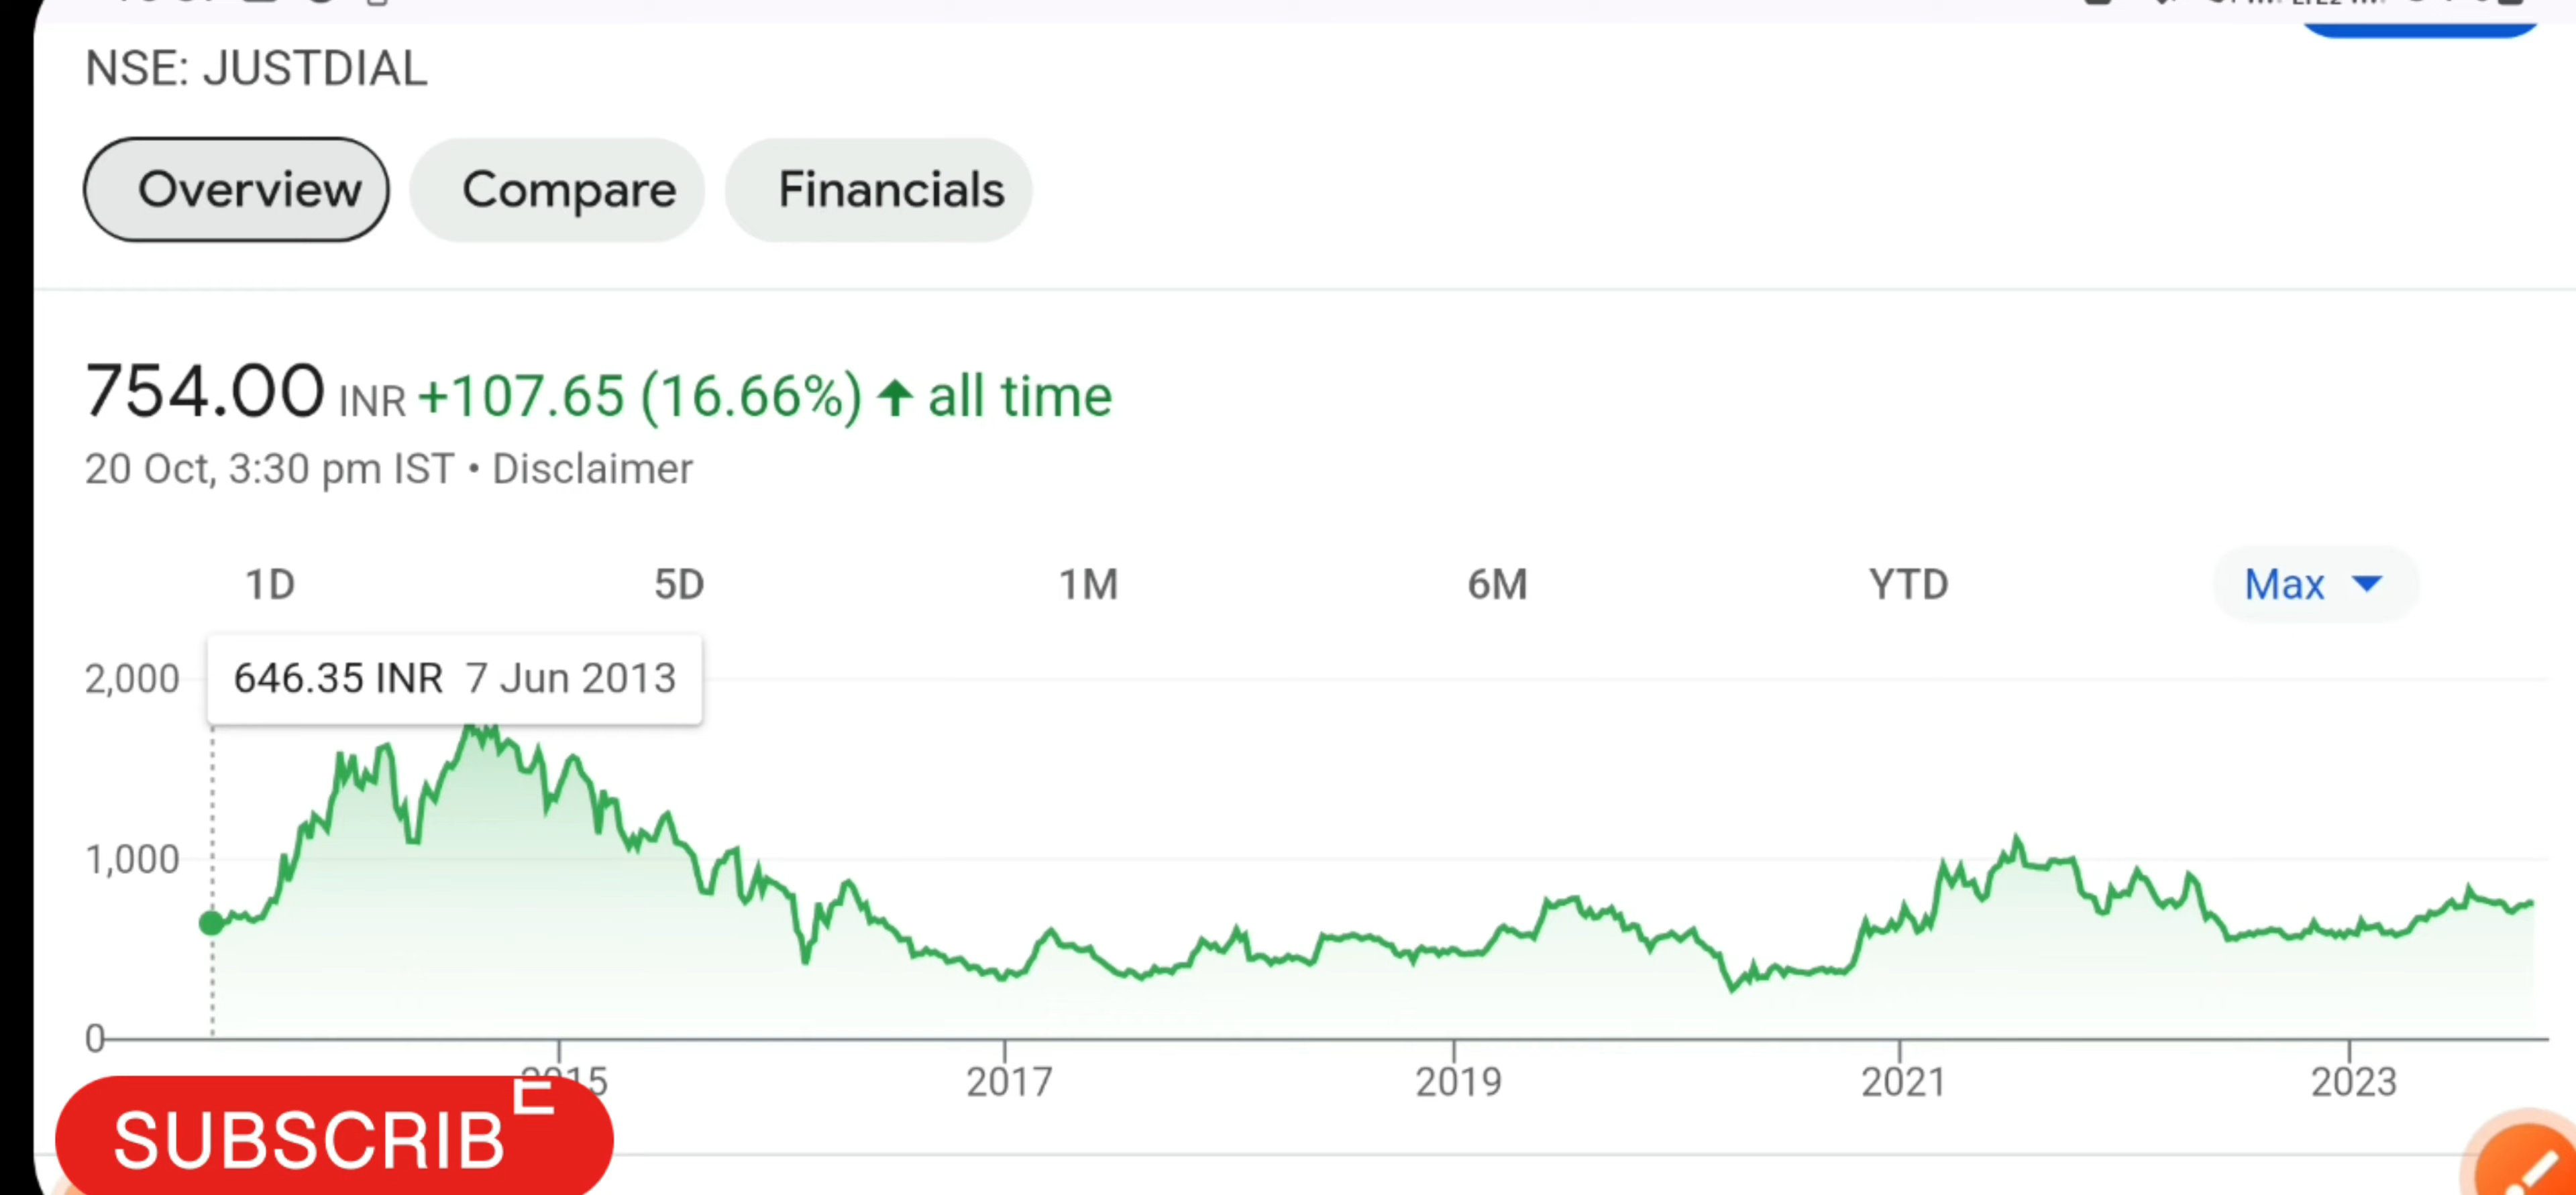 NSE: JUSTDIAL
Overview Compare Financials
754.00 INR +107.65 (16.66%) ↑ all time
20 Oct, 3:30 pm IST • Disclaimer
1D 5D 1M 6M YTD Max
2,000
646.35 INR 7 Jun 2013
1,000
0
2015 2017 2019 2021 2023
SUBSCRIBE